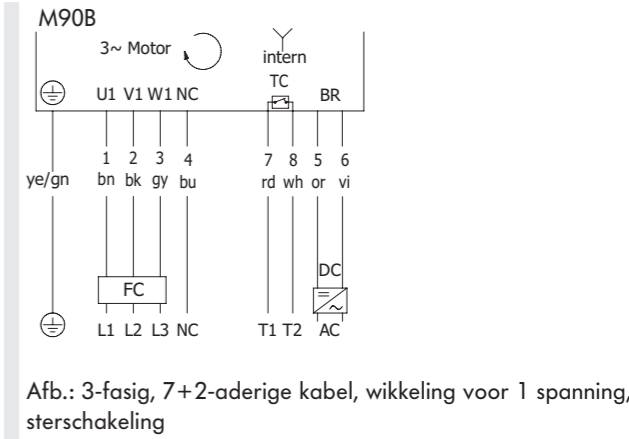 M90B
3~ Motor
intern
TC
U1 V1 W1 NC
BR
1 2 3 4 7 8 5 6
ye/gn bn bk gy bu rd wh or vi
FC
DC
= ~
L1 L2 L3 NC T1 T2 AC
Afb.: 3-fasig, 7+2-aderige kabel, wikkeling voor 1 spanning,
sterschakeling